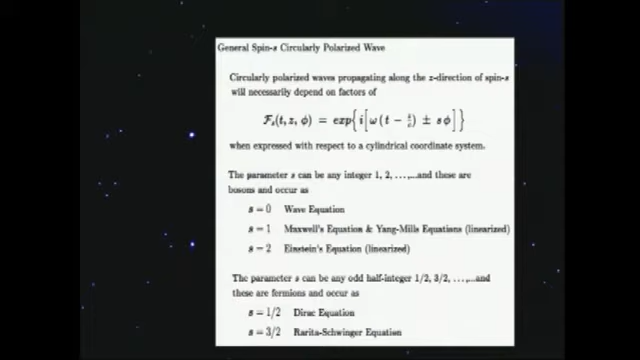 General Spin-s Circularly Polarized Wave
Circularly polarized waves propagating along the z-direction of spin-s
will necessarily depend on factors of
𝓕ₛ(t, z, ϕ) = exp{ i[ ω ( t − z/c ) ± sϕ ] }
when expressed with respect to a cylindrical coordinate system.
The parameter s can be any integer 1, 2, . . . , ...and these are
bosons and occur as
s = 0 Wave Equation
s = 1 Maxwell's Equation & Yang-Mills Equations (linearized)
s = 2 Einstein's Equation (linearized)
The parameter s can be any odd half-integer 1/2, 3/2, . . . , ...and
these are fermions and occur as
s = 1/2 Dirac Equation
s = 3/2 Rarita-Schwinger Equation